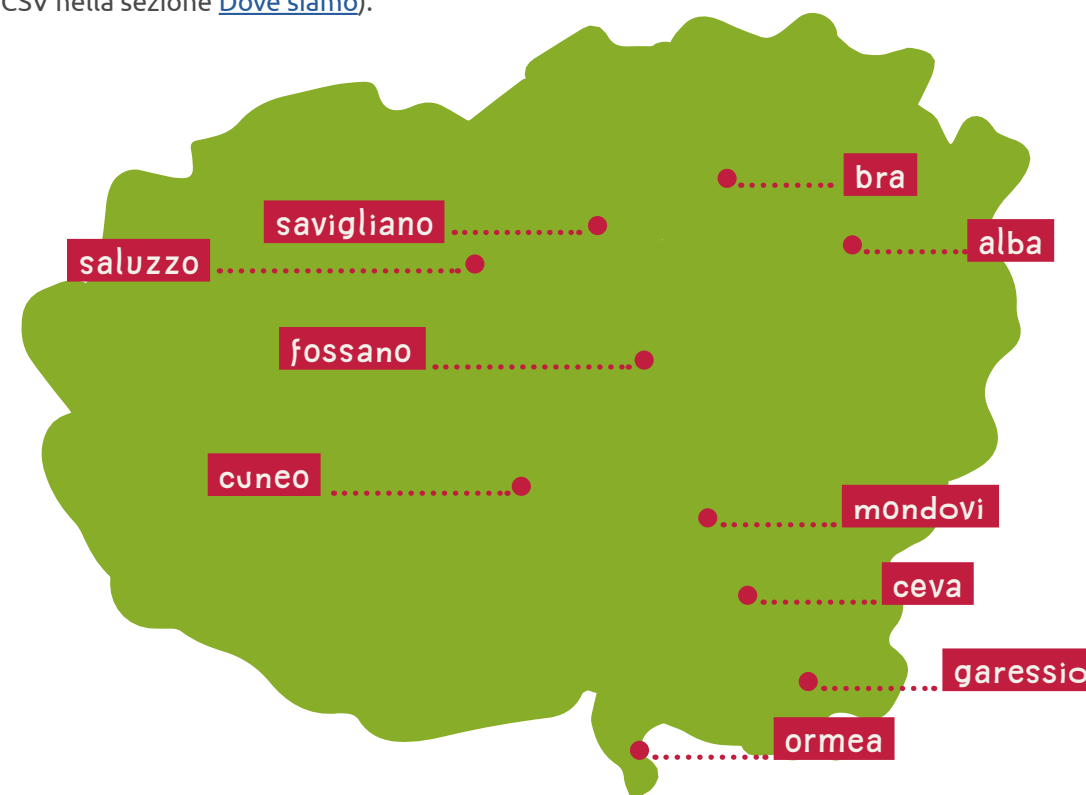 CSV nella sezione Dove siamo).
bra
savigliano
alba
saluzzo
fossano
cuneo
mondovi
ceva
garessio
ormea